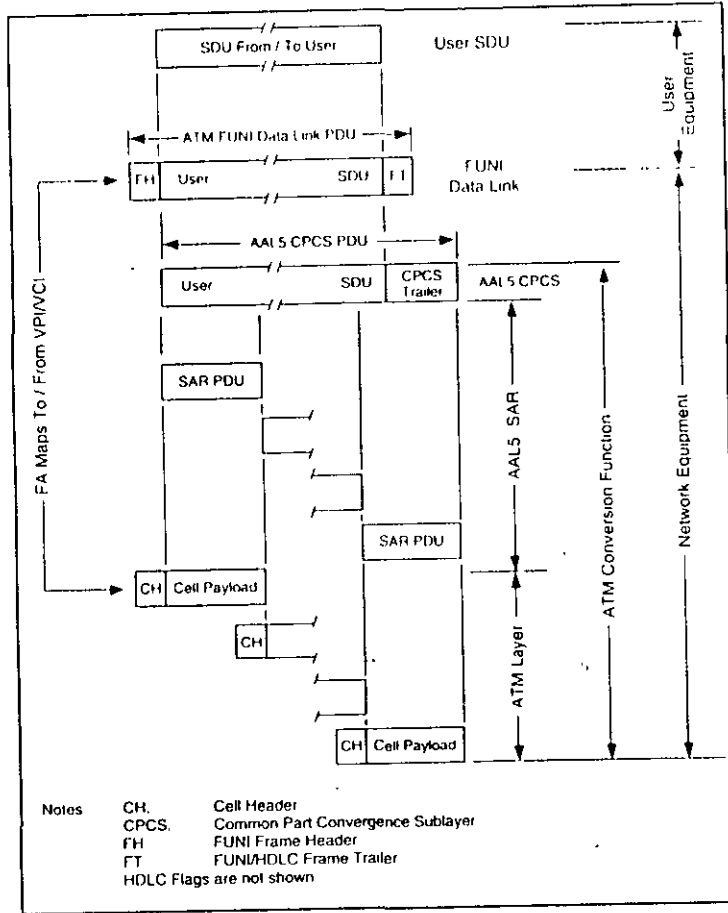 SDU From / To User
User SDU
User
Equipment
ATM FUNI Data Link PDU
FH
User
SDU
FT
FUNI
Data Link
AAL5 CPCS PDU
User
SDU
CPCS
Trailer
AAL5 CPCS
FA Maps To / From VPI/VCI
SAR PDU
AAL5 SAR
SAR PDU
ATM Conversion Function
Network Equipment
CH
Cell Payload
CH
ATM Layer
CH
Cell Payload
Notes
CH. Cell Header
CPCS. Common Part Convergence Sublayer
FH FUNI Frame Header
FT FUNI/HDLC Frame Trailer
HDLC Flags are not shown